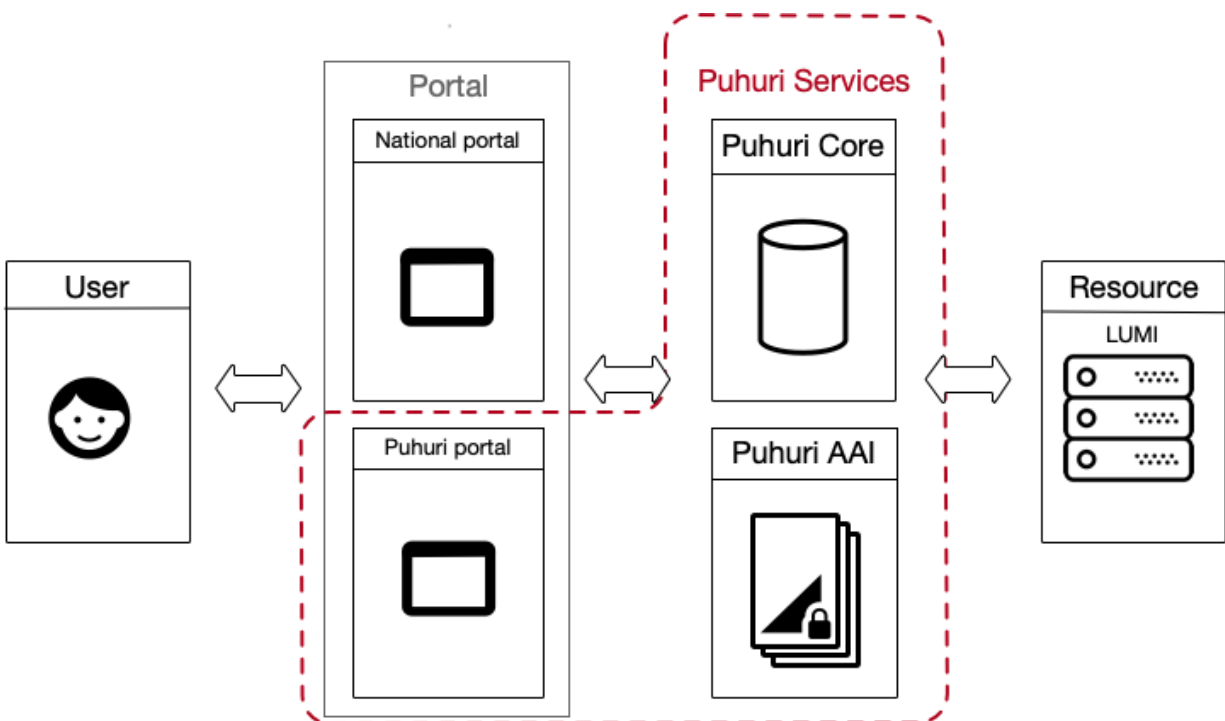 User
Portal
National portal
Puhuri portal
Puhuri Services
Puhuri Core
Puhuri AAI
Resource
LUMI